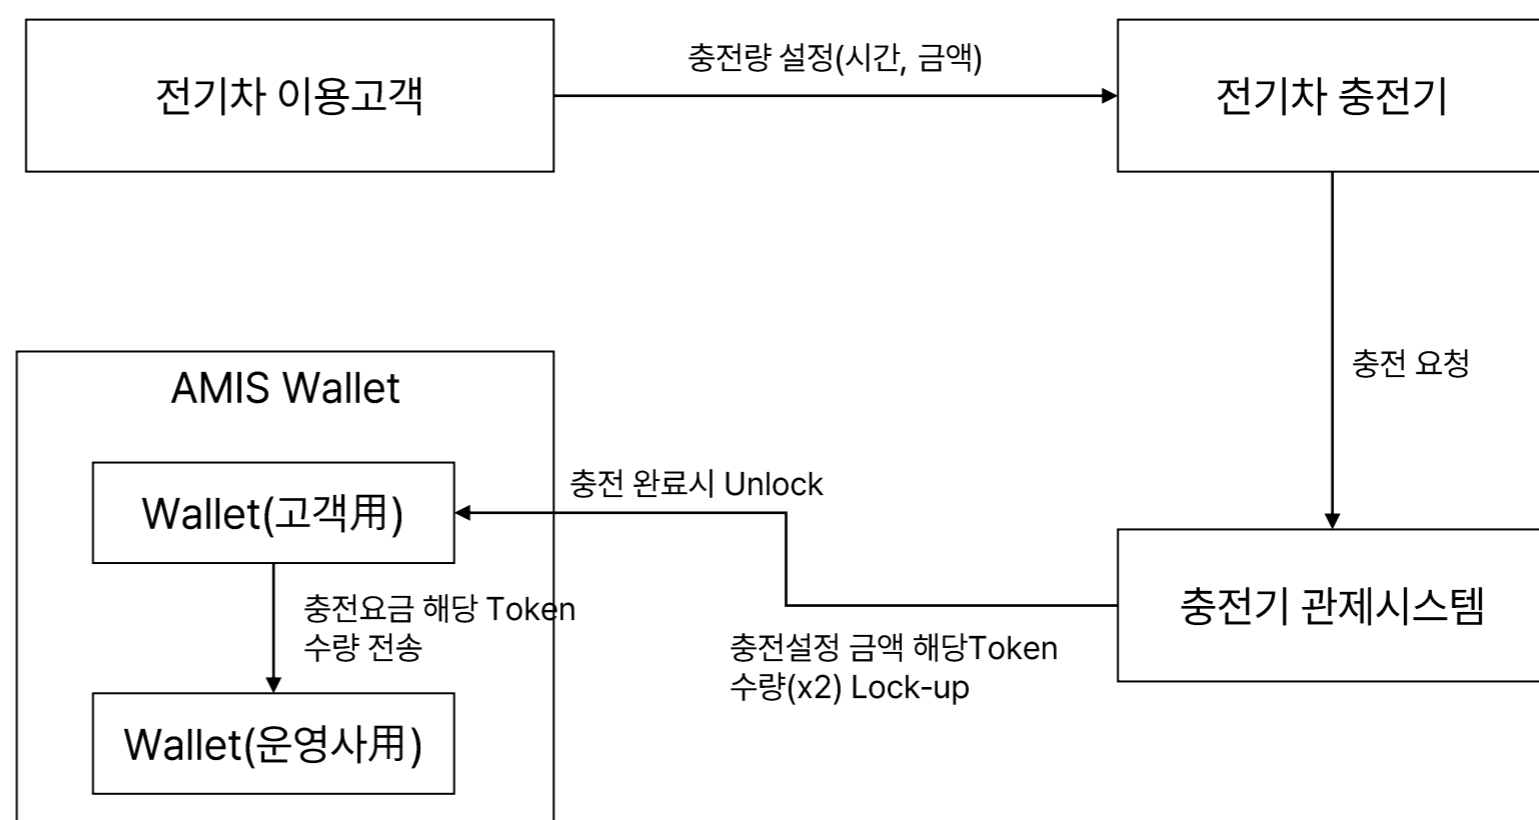 전기차 이용고객
충전량 설정(시간, 금액)
전기차 충전기
충전 요청
AMIS Wallet
Wallet(고객用)
충전 완료시 Unlock
충전요금 해당 Token
수량 전송
충전설정 금액 해당Token
수량(x2) Lock-up
충전기 관제시스템
Wallet(운영사用)